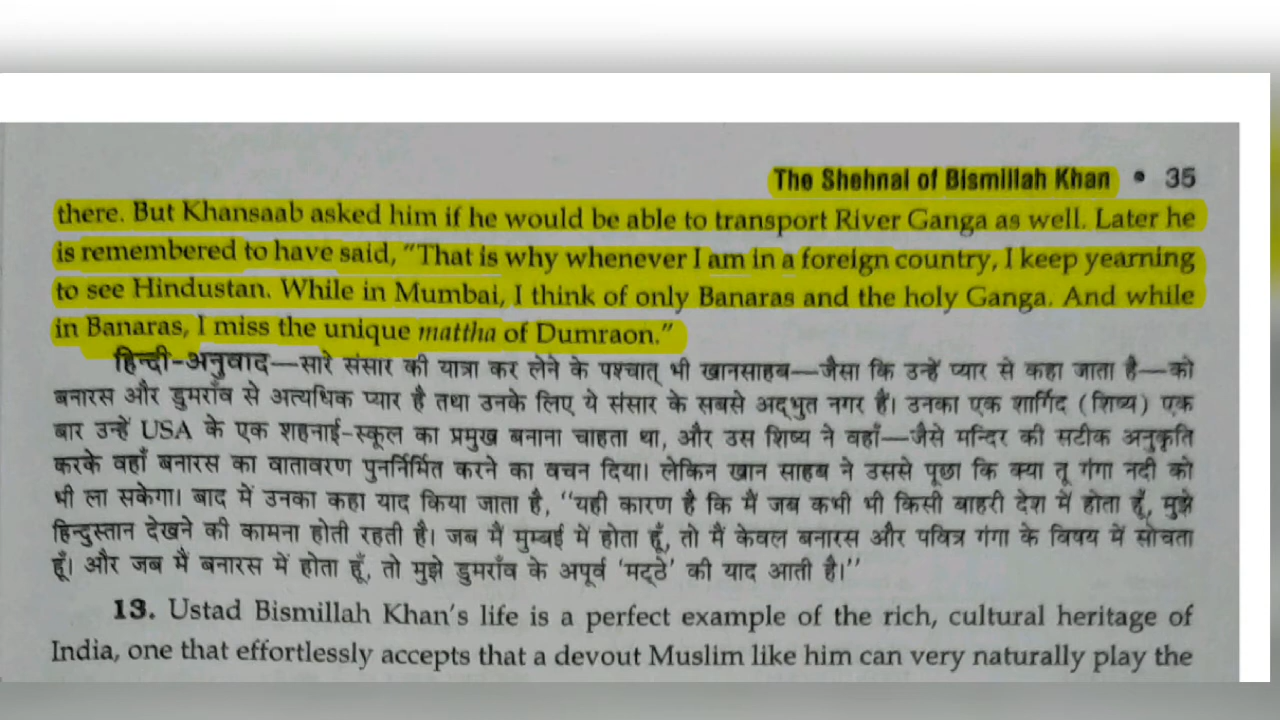 The Shehnai of Bismillah Khan • 35
there. But Khansaab asked him if he would be able to transport River Ganga as well. Later he
is remembered to have said, “That is why whenever I am in a foreign country, I keep yearning
to see Hindustan. While in Mumbai, I think of only Banaras and the holy Ganga. And while
in Banaras, I miss the unique mattha of Dumraon.”
हिन्दी-अनुवाद—सारे संसार की यात्रा कर लेने के पश्चात् भी खानसाहब—जैसा कि उन्हें प्यार से कहा जाता है—को
बनारस और डुमराँव से अत्यधिक प्यार है तथा उनके लिए ये संसार के सबसे अद्भुत नगर हैं। उनका एक शार्गिद (शिष्य) एक
बार उन्हें USA के एक शहनाई-स्कूल का प्रमुख बनाना चाहता था, और उस शिष्य ने वहाँ—जैसे मन्दिर की सटीक अनुकृति
करके वहाँ बनारस का वातावरण पुनर्निर्मित करने का वचन दिया। लेकिन खान साहब ने उससे पूछा कि क्या तू गंगा नदी को
भी ला सकेगा। बाद में उनका कहा याद किया जाता है, “यही कारण है कि मैं जब कभी भी किसी बाहरी देश में होता हूँ, मुझे
हिन्दुस्तान देखने की कामना होती रहती है। जब मैं मुम्बई में होता हूँ, तो मैं केवल बनारस और पवित्र गंगा के विषय में सोचता
हूँ। और जब मैं बनारस में होता हूँ, तो मुझे डुमराँव के अपूर्व ‘मट्ठे’ की याद आती है।”
13. Ustad Bismillah Khan’s life is a perfect example of the rich, cultural heritage of
India, one that effortlessly accepts that a devout Muslim like him can very naturally play the